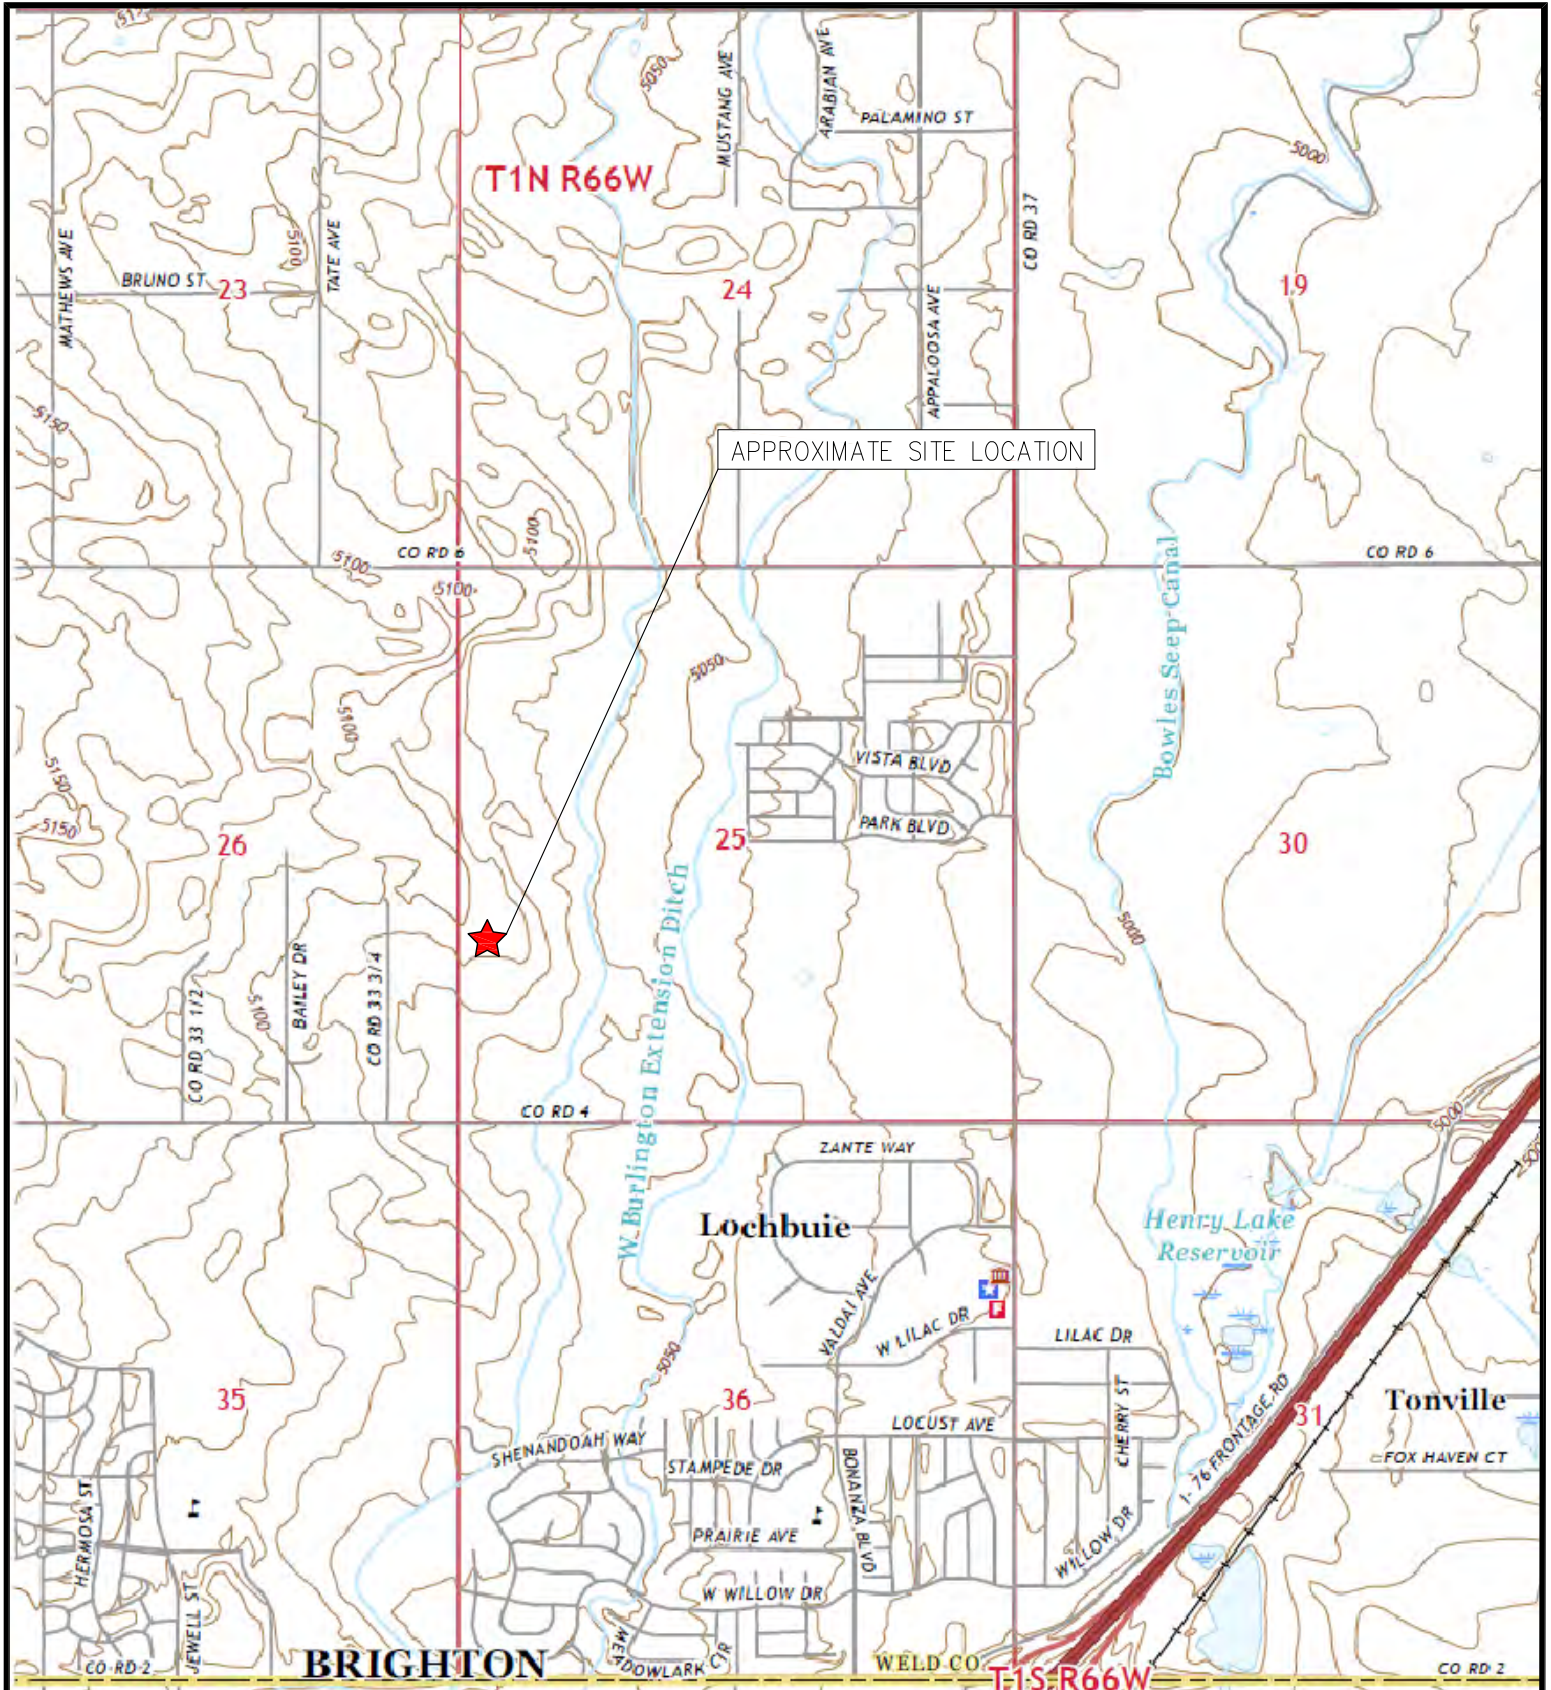 512
5050
MUSTANG AVE
ARABIAN AVE
PALAMINO ST
5000
T1N R66W
CO RD 37
MATHEWS AVE
5100
TATE AVE
BRUNO ST
23
24
19
APPALOOSA AVE
5150
APPROXIMATE SITE LOCATION
5100
CO RD 6
CO RD 6
5100
5100
Bowles Seep Canal
5050
5100
5150
VISTA BLVD
5150
PARK BLVD
26
25
30
W Burlington Extension Ditch
5000
BAILEY DR
CO RD 33 3/4
CO RD 33 1/2
5100
CO RD 4
5000
500
ZANTE WAY
Lochbuie
Henry Lake
Reservoir
VALDAI AVE
W LILAC DR
F
LILAC DR
5050
CHERRY ST
I- 76 FRONTAGE RD
35
36
31
Tonville
LOCUST AVE
SHENANDOAH WAY
STAMPEDE DR
BONANZA BLVD
FOX HAVEN CT
HERMOSA ST
PRAIRIE AVE
WILLOW DR
W WILLOW DR
JEWELL ST
MEADOWLARK CIR
CO RD 2
BRIGHTON
WELD CO
T1S R66W
CO RD 2